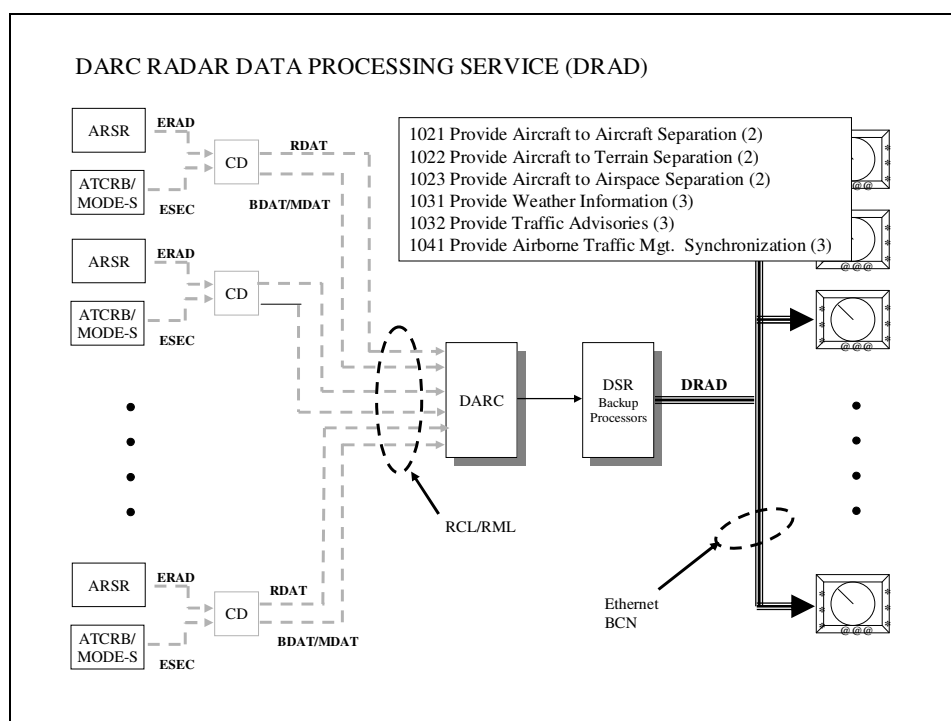 DARC RADAR DATA PROCESSING SERVICE (DRAD)
1021 Provide Aircraft to Aircraft Separation (2)
1022 Provide Aircraft to Terrain Separation (2)
1023 Provide Aircraft to Airspace Separation (2)
1031 Provide Weather Information (3)
1032 Provide Traffic Advisories (3)
1041 Provide Airborne Traffic Mgt. Synchronization (3)
ARSR
ERAD
CD
RDAT
ATCRB/
MODE-S
ESEC
BDAT/MDAT
ARSR
ERAD
CD
ATCRB/
MODE-S
ESEC
DARC
DSR
Backup
Processors
DRAD
RCL/RML
Ethernet
BCN
ARSR
ERAD
CD
RDAT
ATCRB/
MODE-S
ESEC
BDAT/MDAT
@@@
@@@
@@@